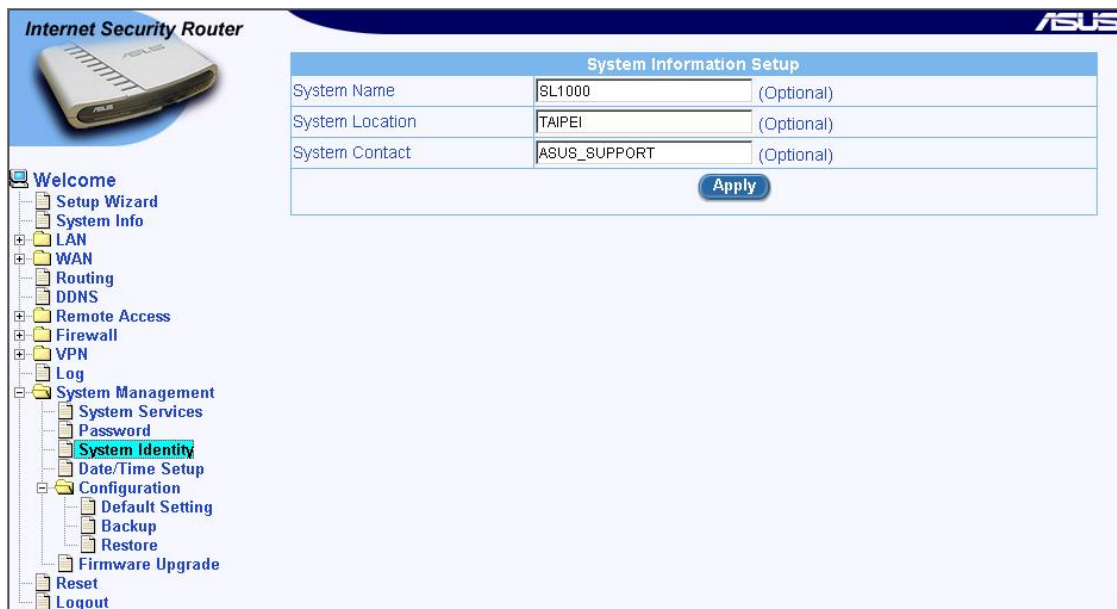 Internet Security Router
ASUS
ASUS
ASUS
System Information Setup
System Name SL1000 (Optional)
System Location TAIPEI (Optional)
System Contact ASUS_SUPPORT (Optional)
Apply
Welcome
Setup Wizard
System Info
LAN
WAN
Routing
DDNS
Remote Access
Firewall
VPN
Log
System Management
System Services
Password
System Identity
Date/Time Setup
Configuration
Default Setting
Backup
Restore
Firmware Upgrade
Reset
Logout